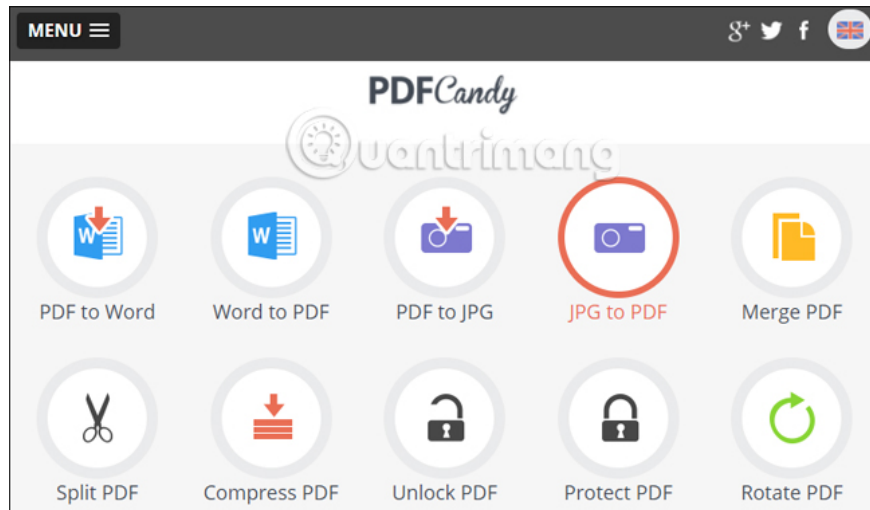 MENU
g+ f
PDFCandy
Quantrimang
W W
PDF to Word Word to PDF PDF to JPG JPG to PDF Merge PDF
Split PDF Compress PDF Unlock PDF Protect PDF Rotate PDF